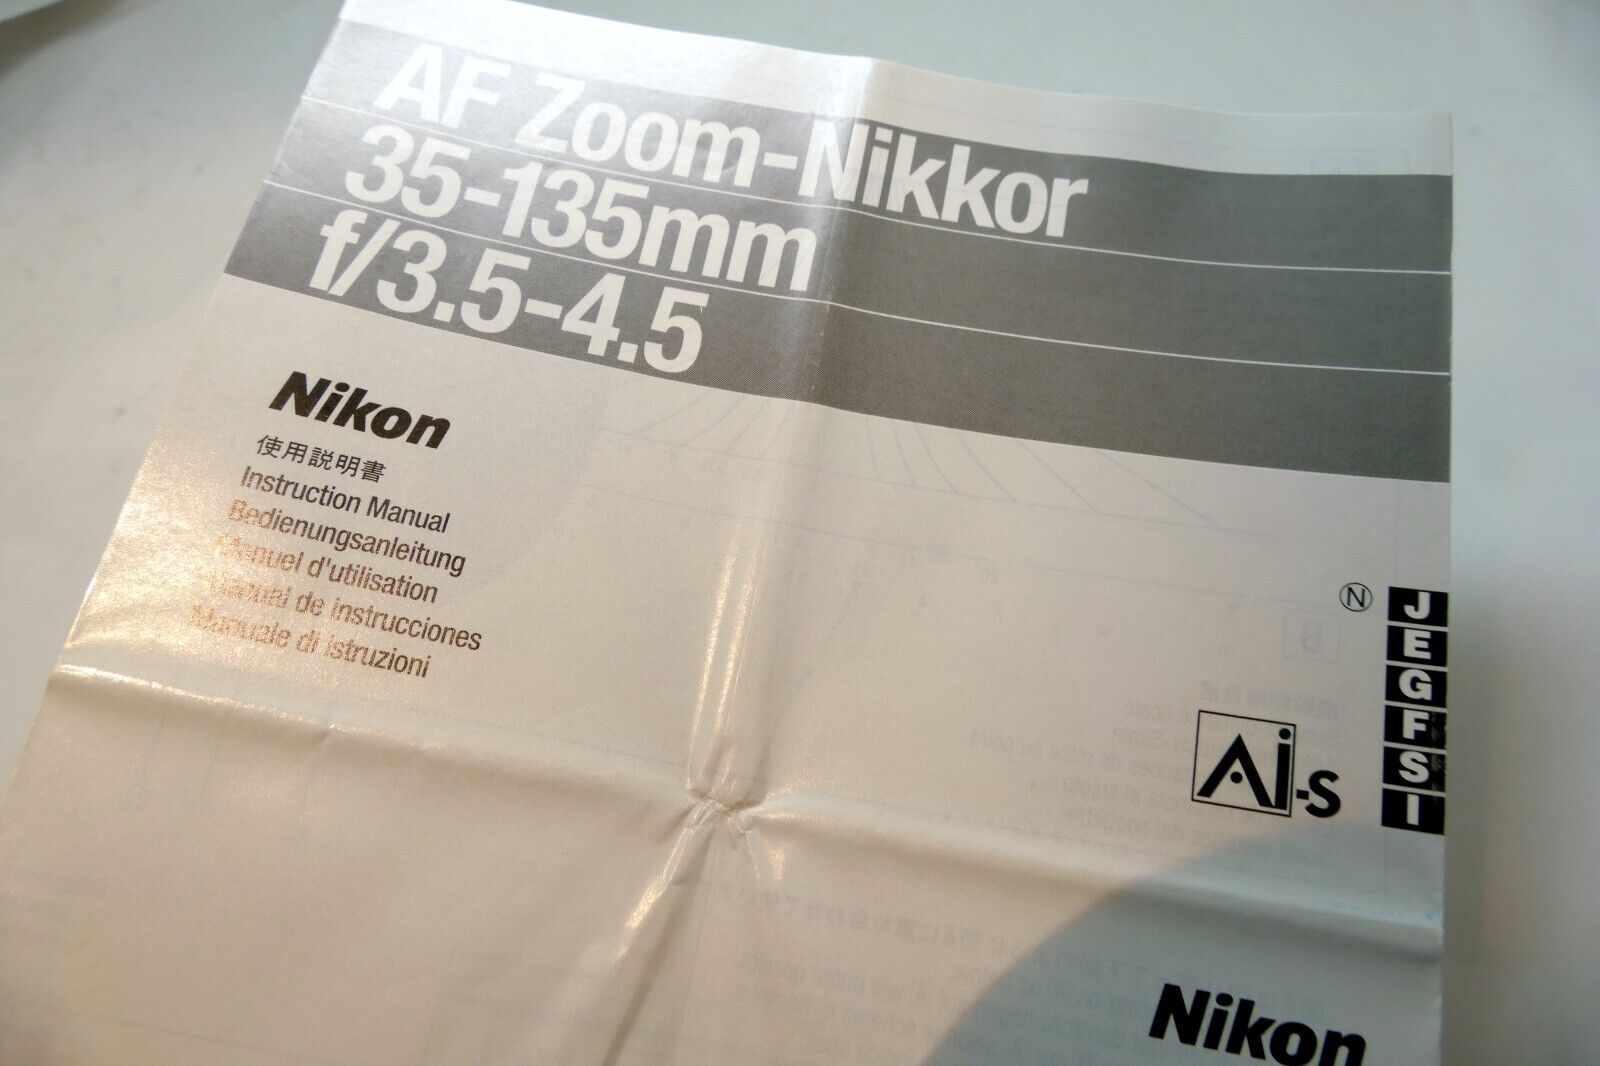 AF Zoom-Nikkor
35-135mm
f/3.5-4.5
Nikon
使用説明書
Instruction Manual
Bedienungsanleitung
Manuel d'utilisation
Manual de instrucciones
Manuale di istruzioni
N
J
E
G
F
S
I
Ai-S
Nikon